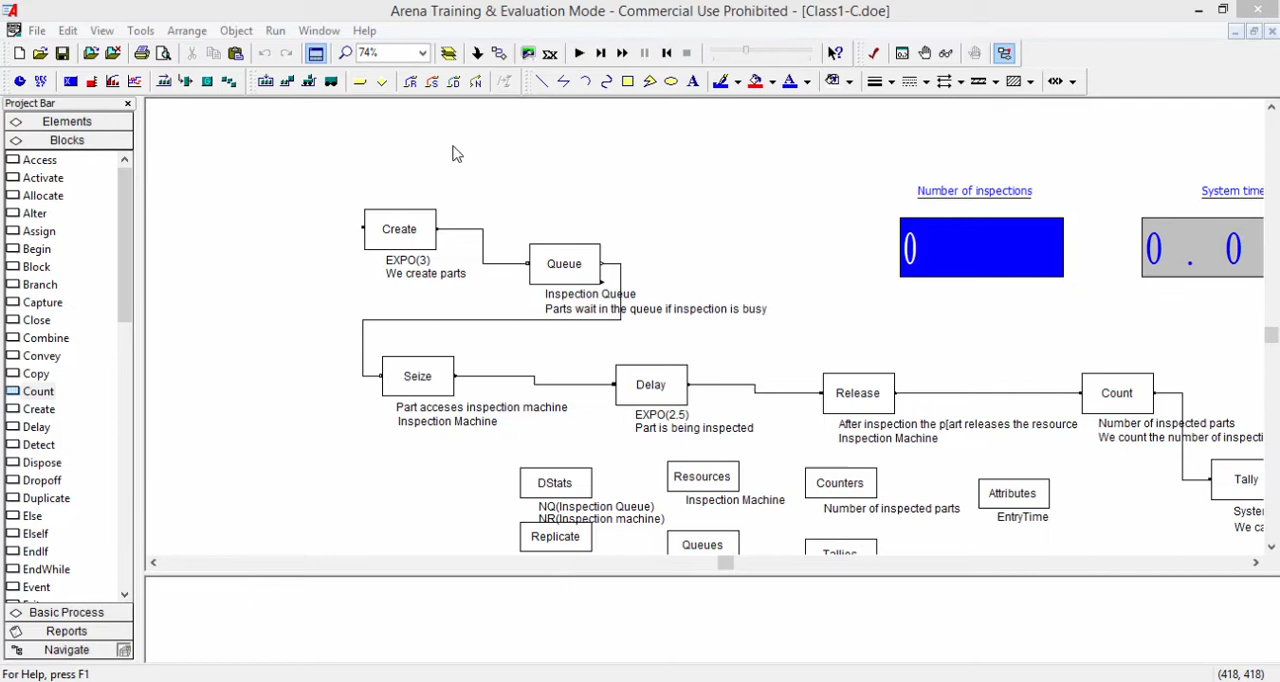 Arena Training & Evaluation Mode - Commercial Use Prohibited - [Class1-C.doe]
File Edit View Tools Arrange Object Run Window Help
74%
Project Bar
Elements
Blocks
Access
Activate
Allocate
Alter
Assign
Begin
Block
Branch
Capture
Close
Combine
Convey
Copy
Count
Create
Delay
Detect
Dispose
Dropoff
Duplicate
Else
ElseIf
EndIf
EndWhile
Event
Basic Process
Reports
Navigate
Number of inspections
System time
0
0 . 0
Create
EXPO(3)
We create parts
Queue
Inspection Queue
Parts wait in the queue if inspection is busy
Seize
Part acceses inspection machine
Inspection Machine
Delay
EXPO(2.5)
Part is being inspected
Release
After inspection the p[art releases the resource
Inspection Machine
Count
Number of inspected parts
We count the number of inspecti
Tally
Syste
We ca
DStats
NQ(Inspection Queue)
NR(Inspection machine)
Replicate
Resources
Inspection Machine
Queues
Counters
Number of inspected parts
Tallies
Attributes
EntryTime
For Help, press F1
(418, 418)